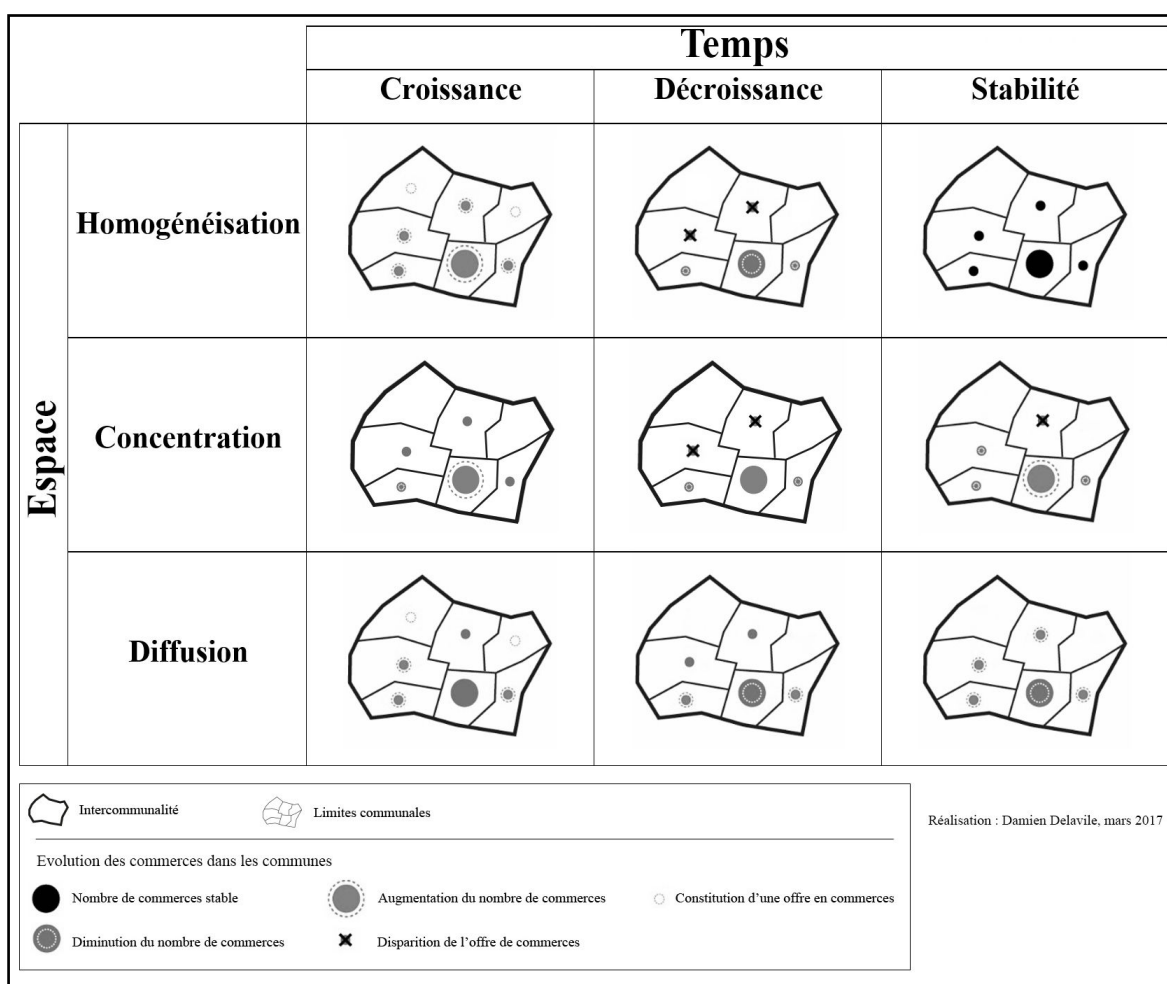 Temps
Croissance Décroissance Stabilité
Espace
Homogénéisation
Concentration
Diffusion
Intercommunalité Limites communales
Evolution des commerces dans les communes
Nombre de commerces stable Augmentation du nombre de commerces Constitution d'une offre en commerces
Diminution du nombre de commerces Disparition de l'offre de commerces
Réalisation : Damien Delavile, mars 2017